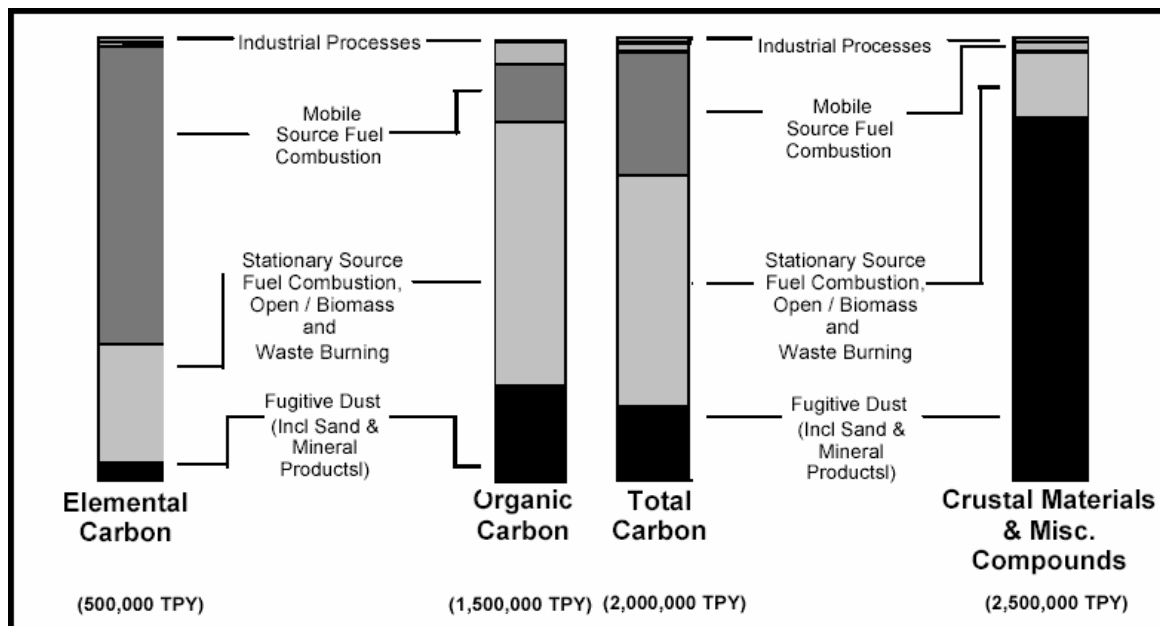 Industrial Processes
Mobile
Source Fuel
Combustion
Stationary Source
Fuel Combustion,
Open / Biomass
and
Waste Burning
Fugitive Dust
(Incl Sand &
Mineral
Productsl)
Industrial Processes
Mobile
Source Fuel
Combustion
Stationary Source
Fuel Combustion,
Open / Biomass
and
Waste Burning
Fugitive Dust
(Incl Sand &
Mineral
Productsl)
Elemental
Carbon
(500,000 TPY)
Organic
Carbon
(1,500,000 TPY)
Total
Carbon
(2,000,000 TPY)
Crustal Materials
& Misc.
Compounds
(2,500,000 TPY)